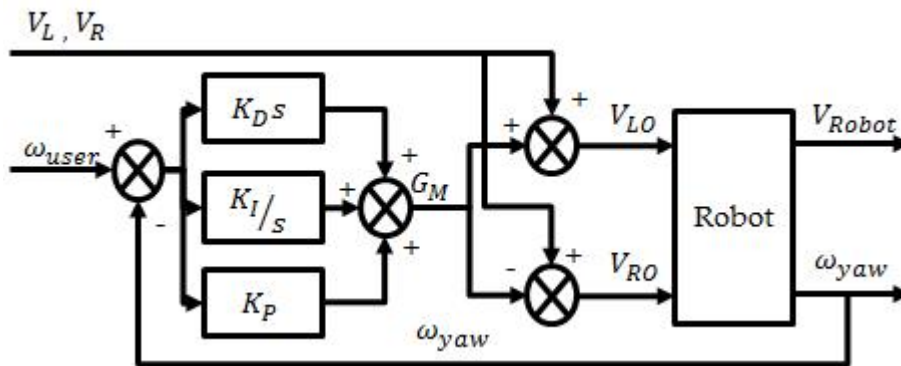 V_L , V_R
ω_user
+
-
K_D s
K_I/s
K_P
+
+
+
G_M
+
+
-
+
V_LO
V_RO
Robot
V_Robot
ω_yaw
ω_yaw